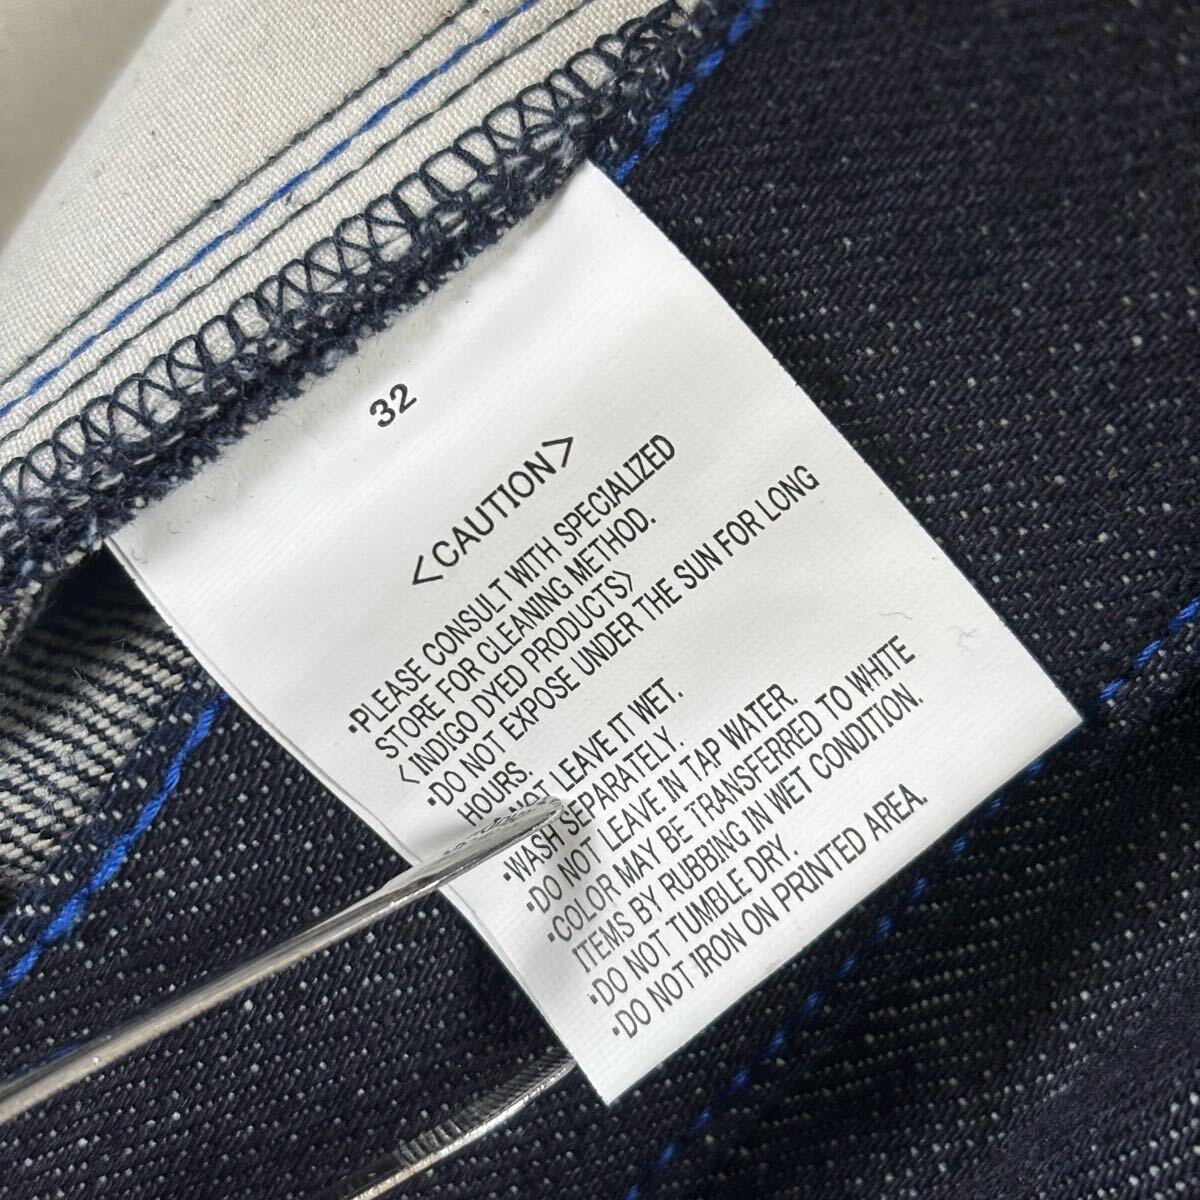 32
<CAUTION>
･PLEASE CONSULT WITH SPECIALIZED
STORE FOR CLEANING METHOD.
<INDIGO DYED PRODUCTS>
･DO NOT EXPOSE UNDER THE SUN FOR LONG
HOURS.
NOT LEAVE IT WET.
･WASH SEPARATELY.
･DO NOT LEAVE IN TAP WATER.
･COLOR MAY BE TRANSFERRED TO WHITE
ITEMS BY RUBBING IN WET CONDITION.
･DO NOT TUMBLE DRY.
･DO NOT IRON ON PRINTED AREA.